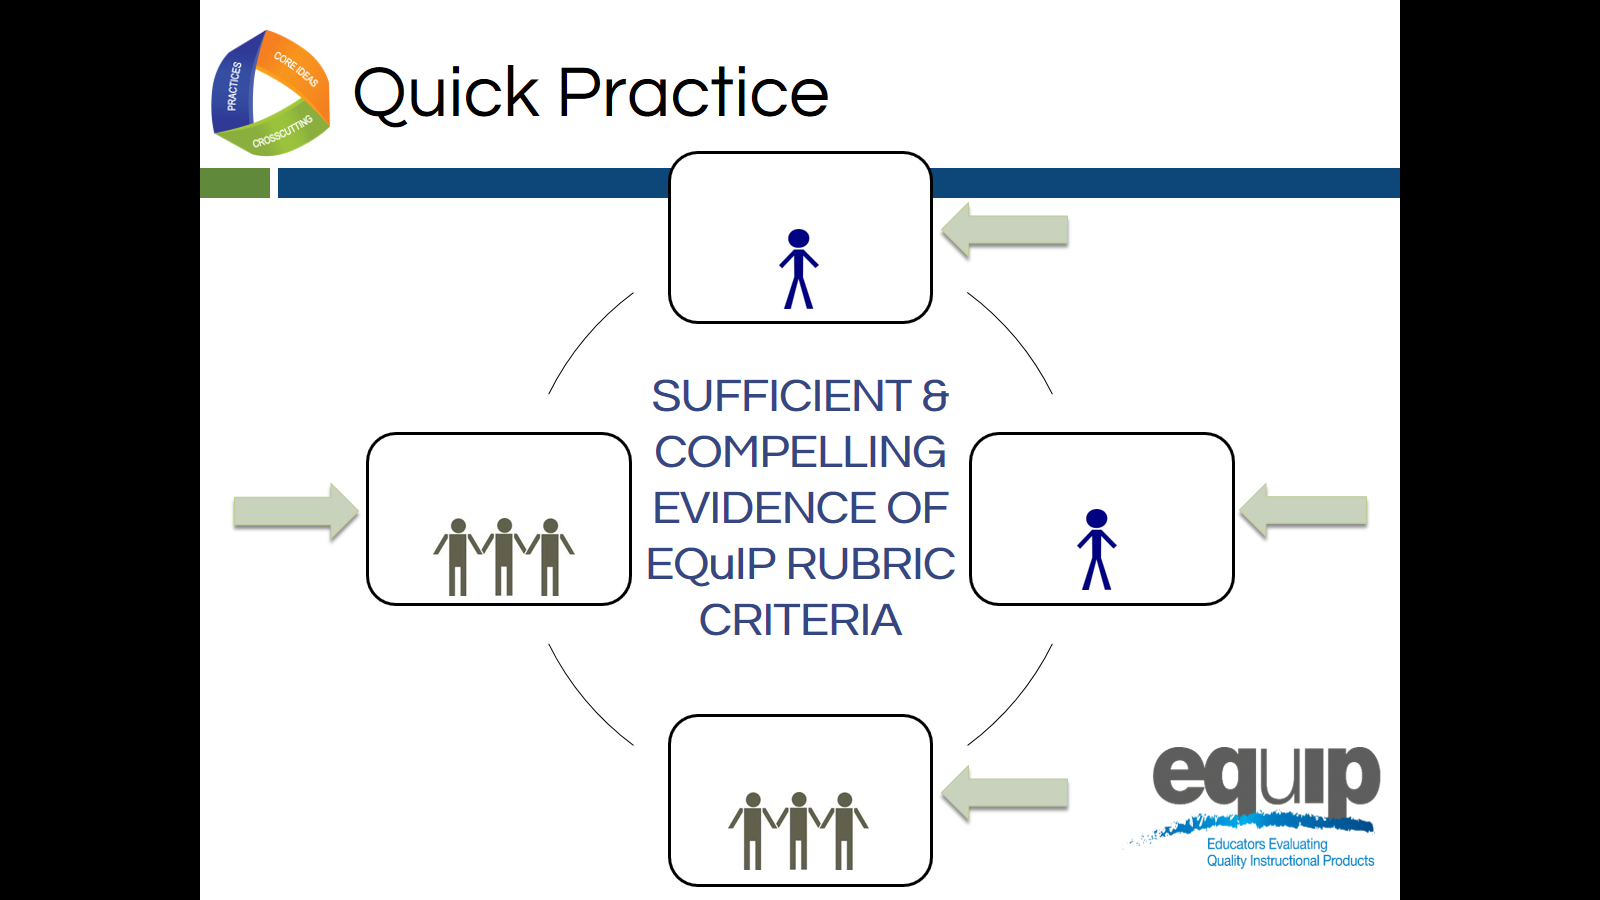 PRACTICES
CORE IDEAS
CROSSCUTTING
Quick Practice
SUFFICIENT &
COMPELLING
EVIDENCE OF
EQuIP RUBRIC
CRITERIA
equip
Educators Evaluating
Quality Instructional Products